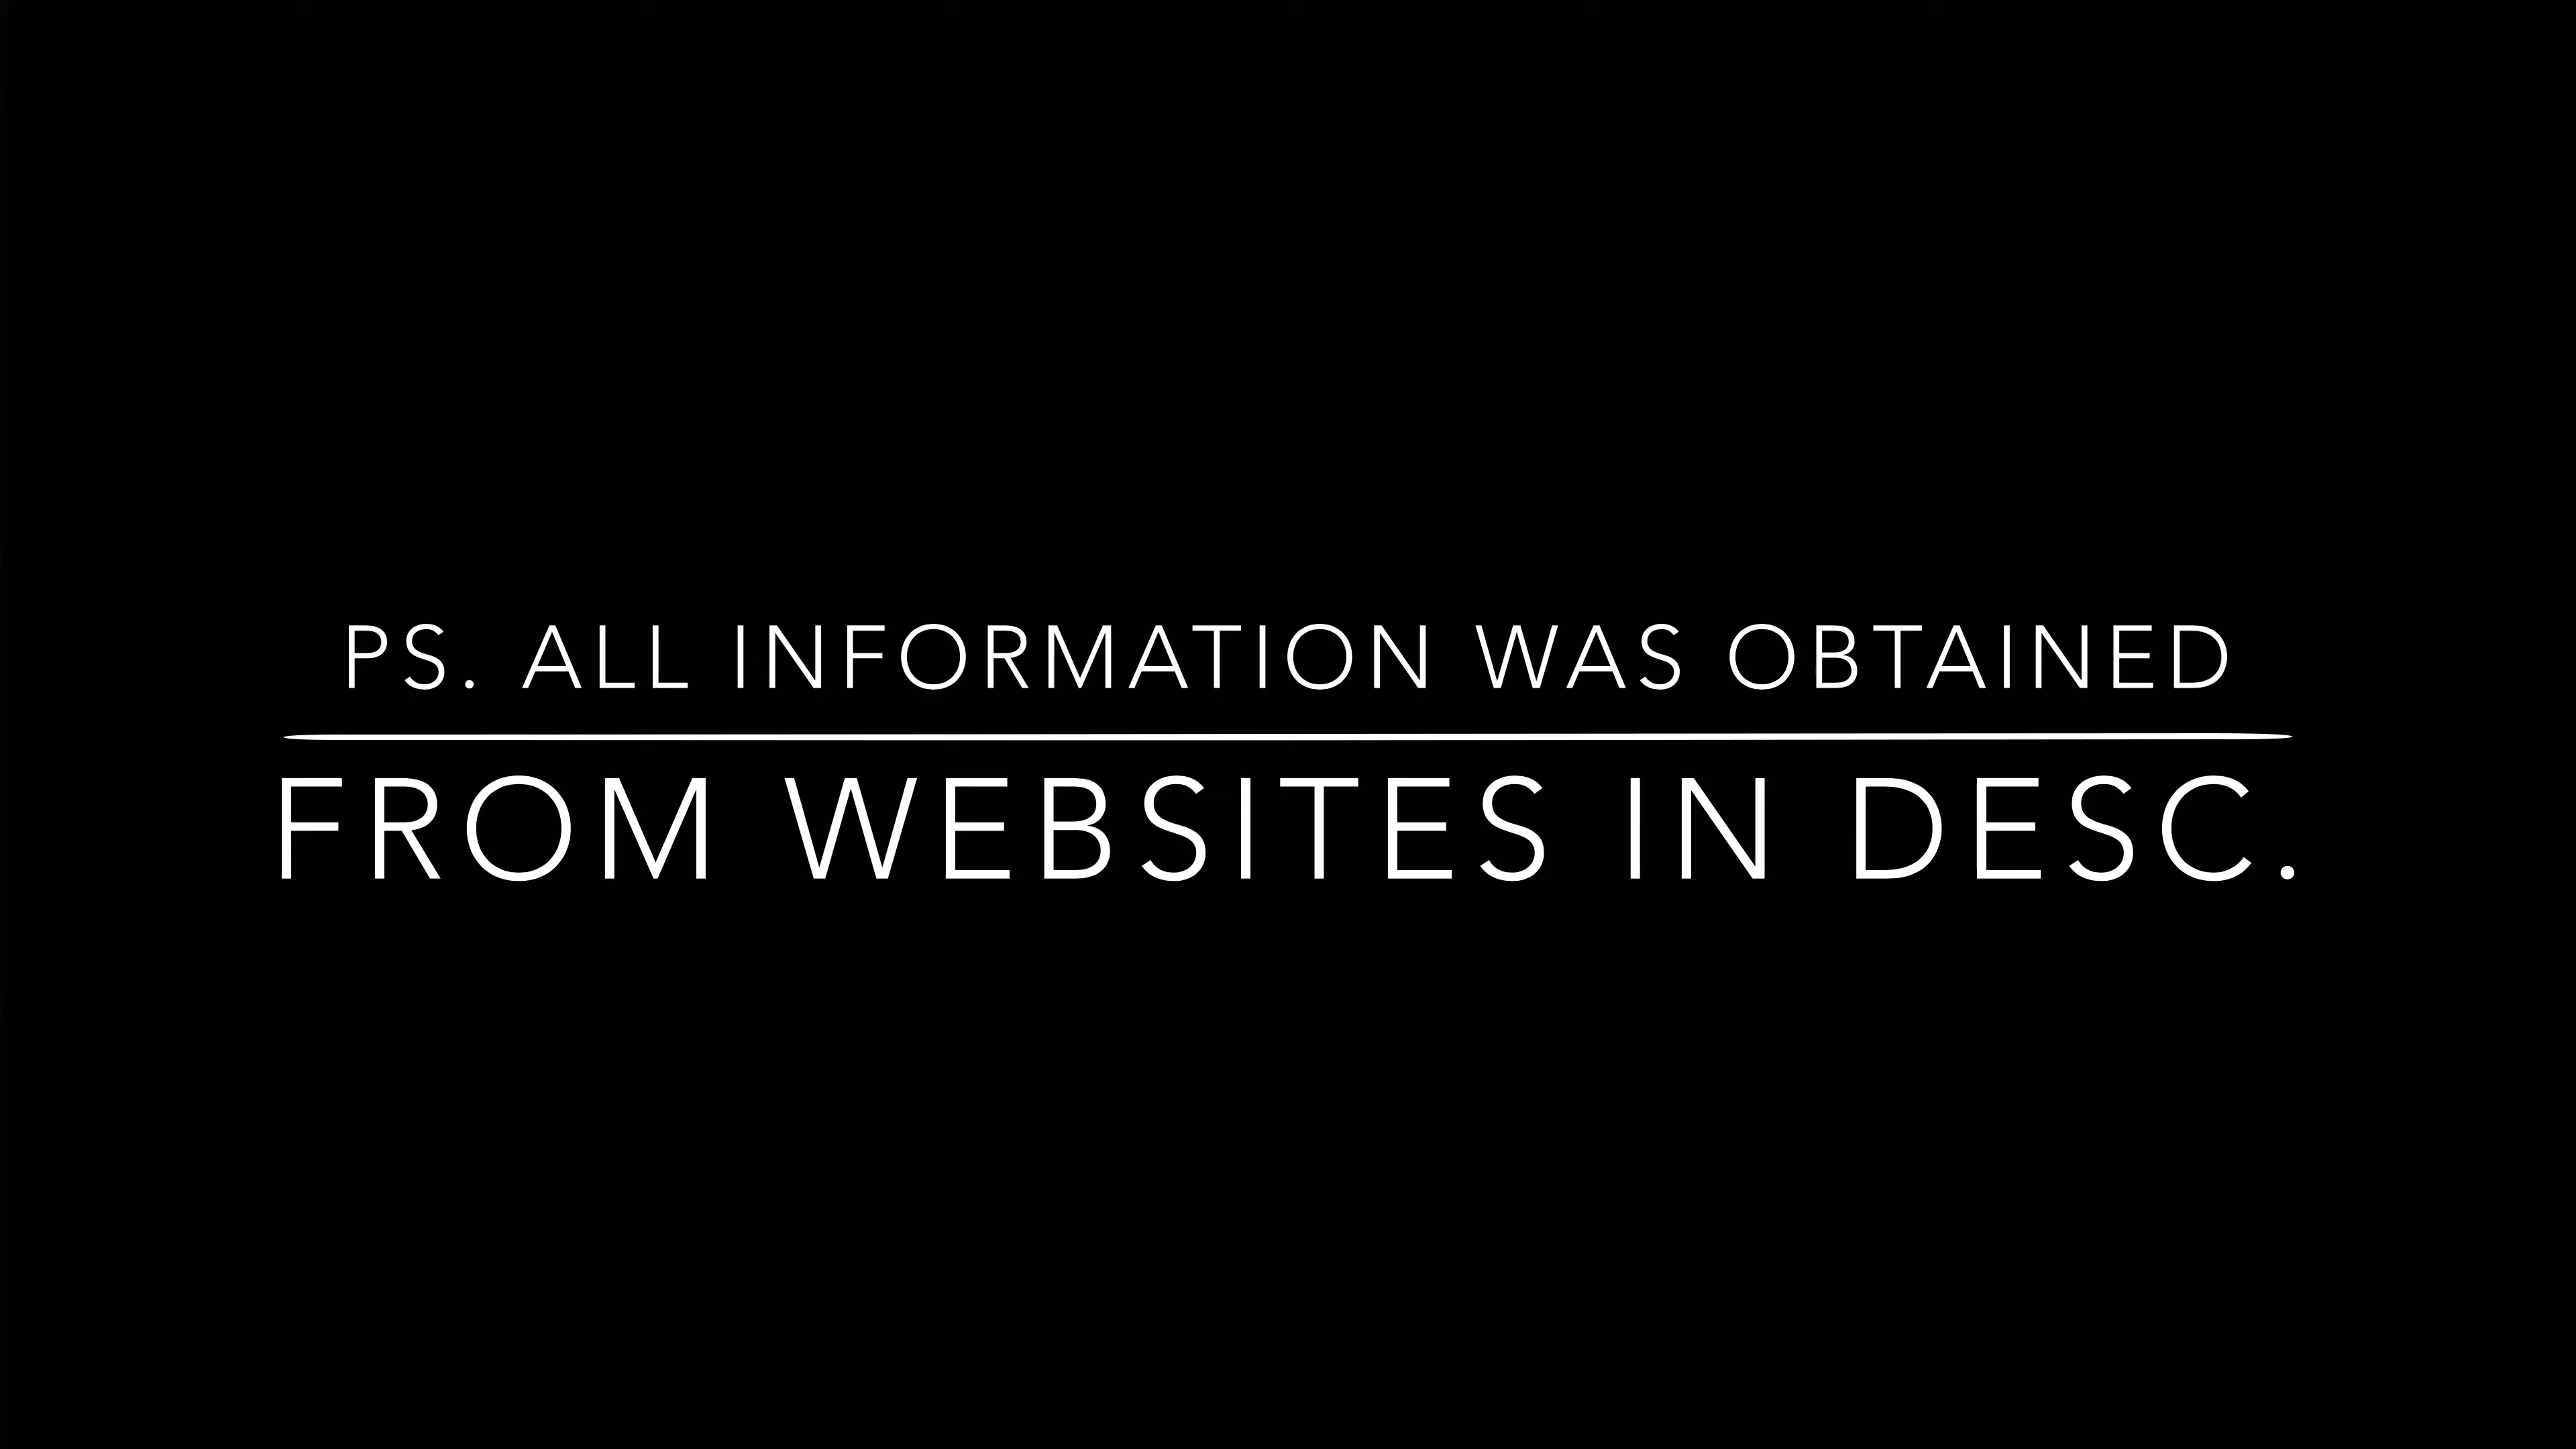 PS. ALL INFORMATION WAS OBTAINED
FROM WEBSITES IN DESC.